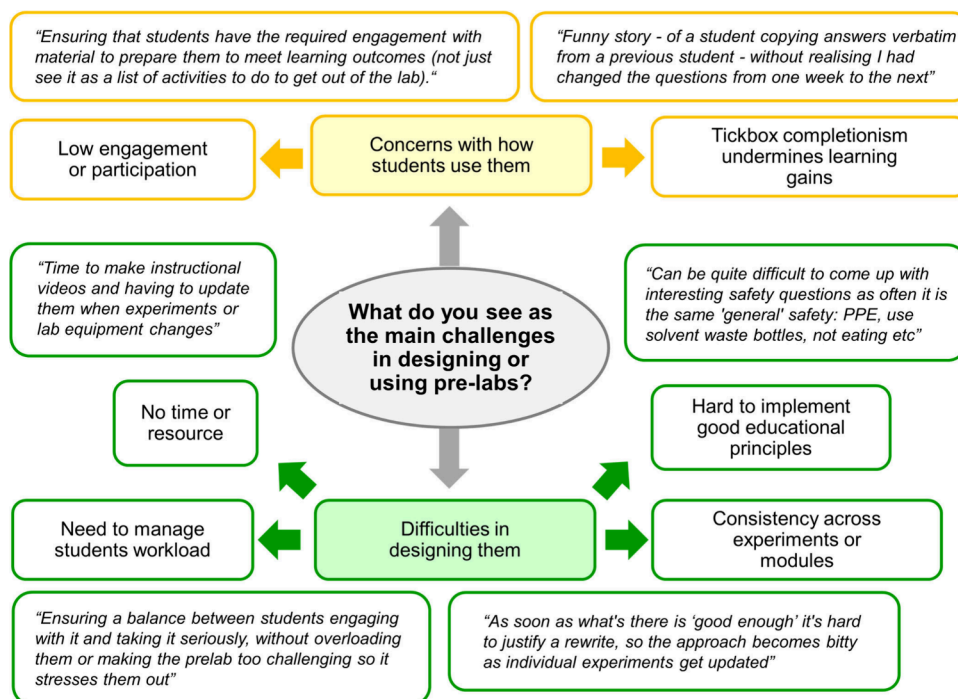 “Ensuring that students have the required engagement with
material to prepare them to meet learning outcomes (not just
see it as a list of activities to do to get out of the lab).“
“Funny story - of a student copying answers verbatim
from a previous student - without realising I had
changed the questions from one week to the next”
Low engagement
or participation
Concerns with how
students use them
Tickbox completionism
undermines learning
gains
“Time to make instructional
videos and having to update
them when experiments or
lab equipment changes”
What do you see as
the main challenges
in designing or
using pre-labs?
“Can be quite difficult to come up with
interesting safety questions as often it is
the same 'general' safety: PPE, use
solvent waste bottles, not eating etc”
No time or
resource
Hard to implement
good educational
principles
Need to manage
students workload
Difficulties in
designing them
Consistency across
experiments or
modules
“Ensuring a balance between students engaging
with it and taking it seriously, without overloading
them or making the prelab too challenging so it
stresses them out”
“As soon as what's there is ‘good enough’ it's hard
to justify a rewrite, so the approach becomes bitty
as individual experiments get updated”